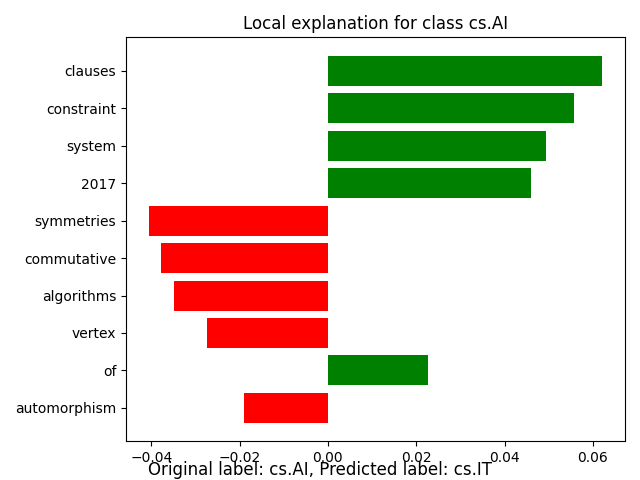 Local explanation for class cs.AI
clauses
constraint
system
2017
symmetries
commutative
algorithms
vertex
of
automorphism
−0.04 −0.02 0.00 0.02 0.04 0.06
Original label: cs.AI, Predicted label: cs.IT